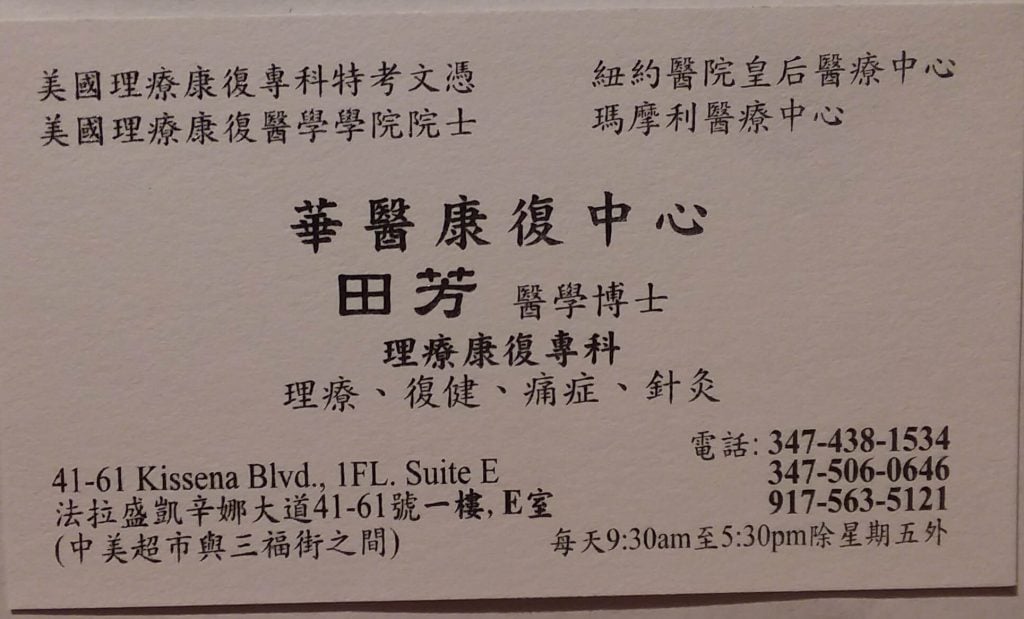 美國理療康復專科特考文憑
美國理療康復醫學學院院士
紐約醫院皇后醫療中心
瑪摩利醫療中心
華醫康復中心
田芳 醫學博士
理療康復專科
理療、復健、痛症、針灸
電話: 347-438-1534
347-506-0646
917-563-5121
41-61 Kissena Blvd., 1FL. Suite E
法拉盛凱辛娜大道41-61號一樓, E室
(中美超市與三福街之間)
每天9:30am至5:30pm除星期五外